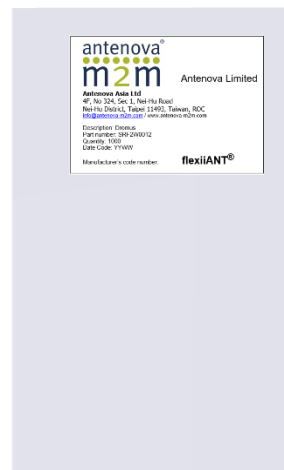 antenova®
m2m
Antenova Limited
Antenova Asia Ltd
4F, No 324, Sec 1, Nei-Hu Road
Nei-Hu District, Taipei 11493, Taiwan, ROC
info@antenova-m2m.com / www.antenova-m2m.com
Description: Dromus
Part number: SRF2W012
Quantity: 1000
Date Code: YYWW
Manufacturer's code number.
flexiiANT®